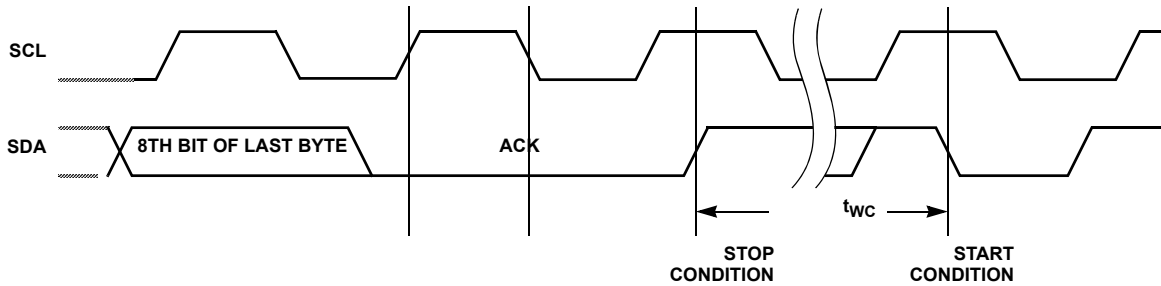 SCL
SDA
8TH BIT OF LAST BYTE
ACK
tWC
STOP
CONDITION
START
CONDITION